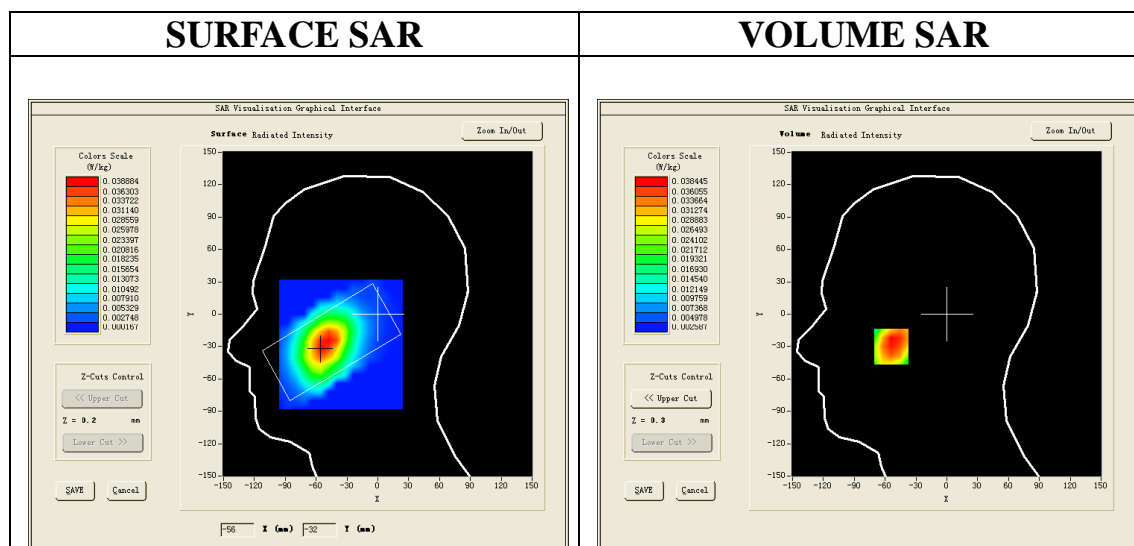 SURFACE SAR
VOLUME SAR
SAR Visualisation Graphical Interface
Surface Radiated Intensity
Zoom In/Out
Colors Scale
(W/kg)
0.038884
0.036303
0.033722
0.031140
0.028559
0.025978
0.023397
0.020816
0.018235
0.015654
0.013073
0.010492
0.007910
0.005329
0.002748
0.000167
150
120
90
60
30
0
-30
-60
-90
-120
-150
Y
-150 -120 -90 -60 -30 0 30 60 90 120 150
X
Z-Cuts Control
<< Upper Cut
Z = 0.2 mm
Lower Cut >>
SAVE Cancel
-56 X (mm) -32 Y (mm)
SAR Visualisation Graphical Interface
Volume Radiated Intensity
Zoom In/Out
Colors Scale
(W/kg)
0.038445
0.036055
0.033664
0.031274
0.028883
0.026493
0.024102
0.021712
0.019321
0.016930
0.014540
0.012149
0.009759
0.007368
0.004978
0.002587
150
120
90
60
30
0
-30
-60
-90
-120
-150
Y
-150 -120 -90 -60 -30 0 30 60 90 120 150
X
Z-Cuts Control
<< Upper Cut
Z = 0.3 mm
Lower Cut >>
SAVE Cancel